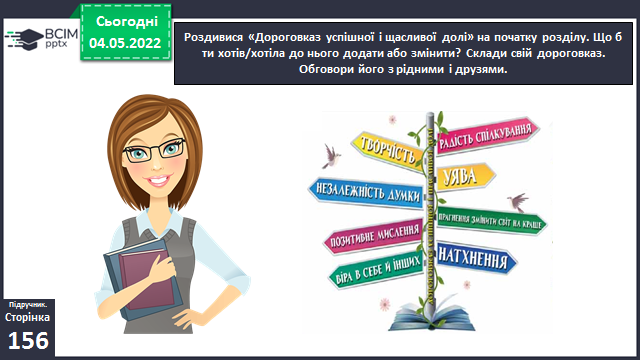 ВСІМ
pptx
Сьогодні
04.05.2022
Роздивися «Дороговказ успішної і щасливої долі» на початку розділу. Що б
ти хотів/хотіла до нього додати або змінити? Склади свій дороговказ.
Обговори його з рідними і друзями.
ТВОРЧІСТЬ
РАДІСТЬ СПІЛКУВАННЯ
УЯВА
НЕЗАЛЕЖНІСТЬ ДУМКИ
ПРАГНЕННЯ ЗМІНИТИ СВІТ НА КРАЩЕ
ПОЗИТИВНЕ МИСЛЕННЯ
НАТХНЕННЯ
ВІРА В СЕБЕ Й ІНШИХ
Підручник.
Сторінка
156